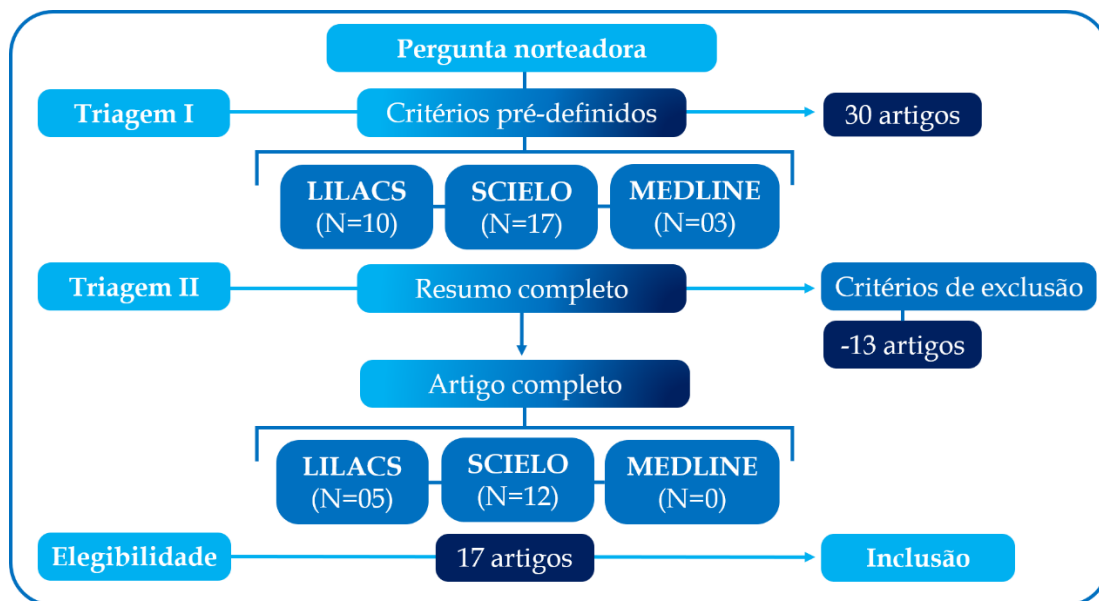 Pergunta norteadora
Triagem I
Critérios pré-definidos
30 artigos
LILACS
(N=10)
SCIELO
(N=17)
MEDLINE
(N=03)
Triagem II
Resumo completo
Critérios de exclusão
-13 artigos
Artigo completo
LILACS
(N=05)
SCIELO
(N=12)
MEDLINE
(N=0)
Elegibilidade
17 artigos
Inclusão